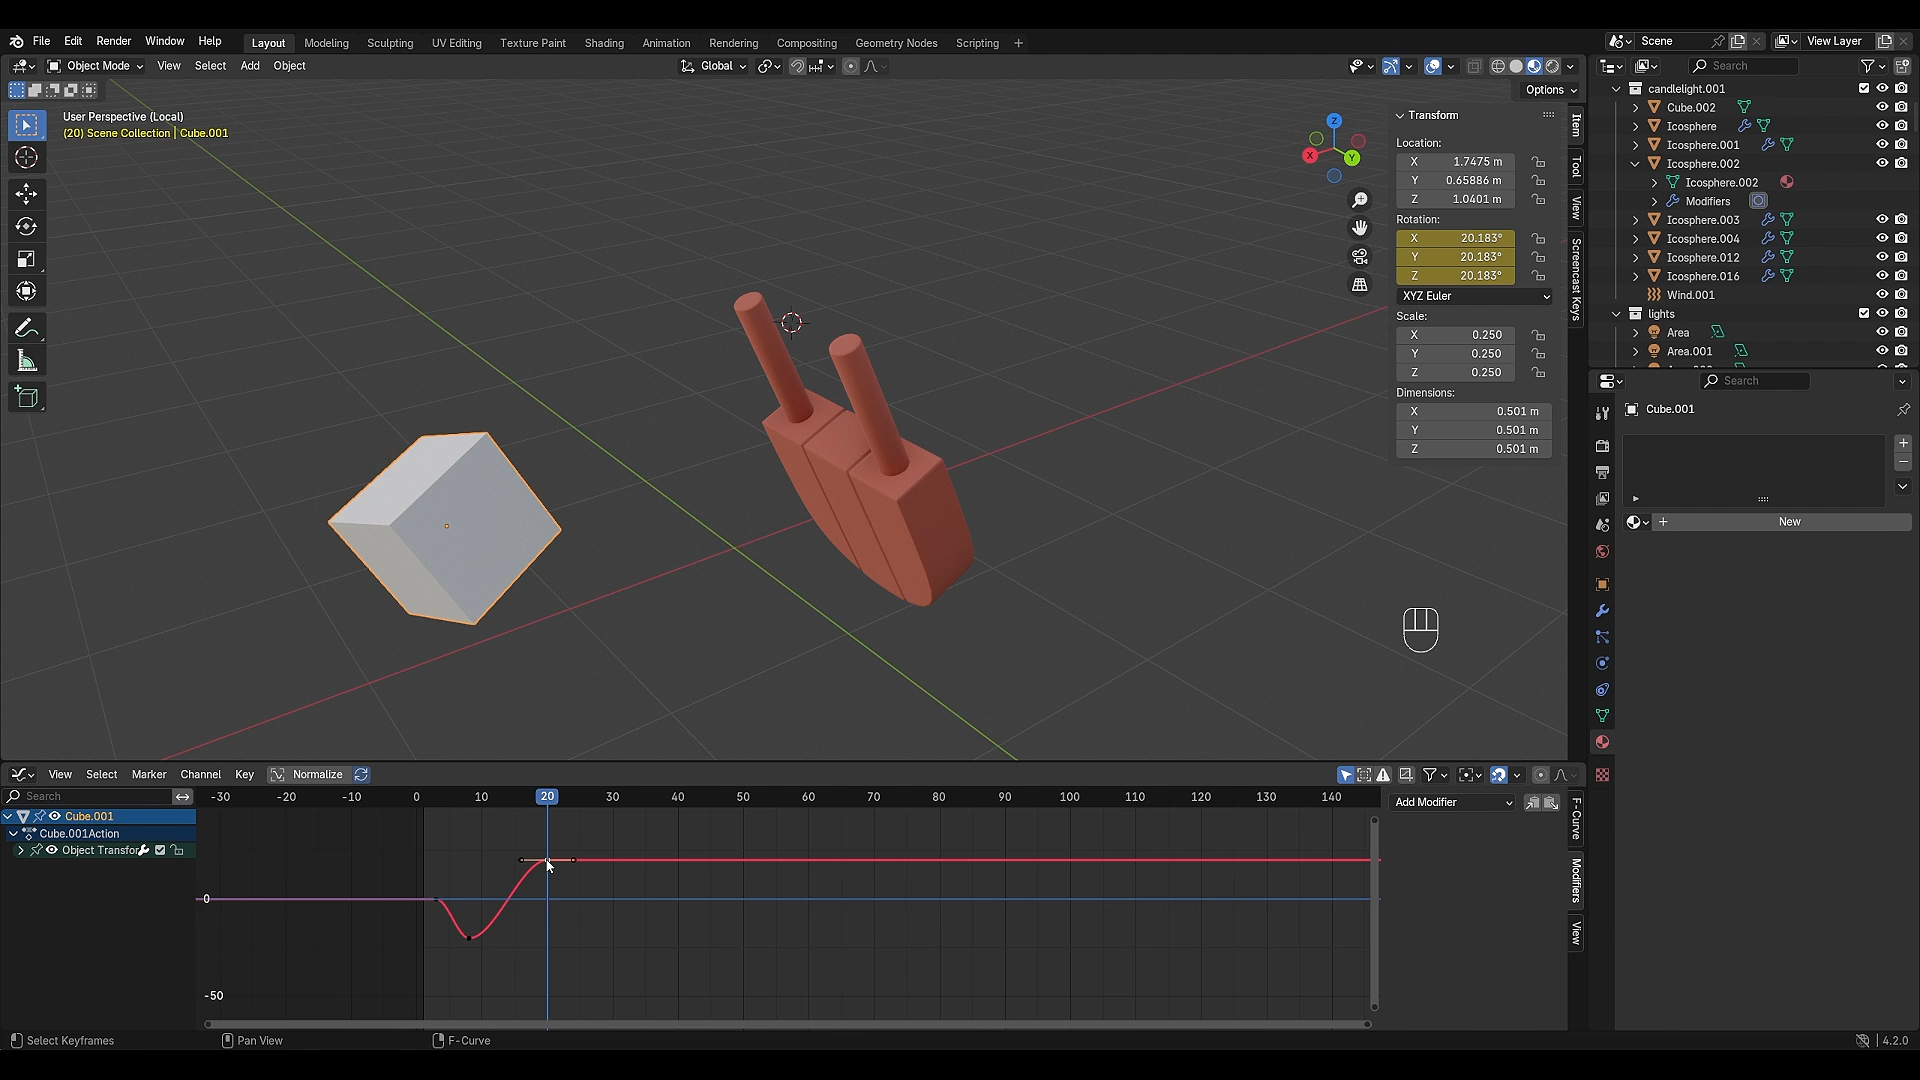 File Edit Render Window Help Layout Modeling Sculpting UV Editing Texture Paint Shading Animation Rendering Compositing Geometry Nodes Scripting + Scene View Layer
Object Mode View Select Add Object Global Search
Options
User Perspective (Local)
(20) Scene Collection | Cube.001
Z
X
Y
Transform
Location:
X 1.7475 m
Y 0.65886 m
Z 1.0401 m
Rotation:
X 20.183°
Y 20.183°
Z 20.183°
XYZ Euler
Scale:
X 0.250
Y 0.250
Z 0.250
Dimensions:
X 0.501 m
Y 0.501 m
Z 0.501 m
Item
Tool
View
Screencast Keys
candlelight.001
Cube.002
Icosphere
Icosphere.001
Icosphere.002
Icosphere.002
Modifiers
Icosphere.003
Icosphere.004
Icosphere.012
Icosphere.016
Wind.001
lights
Area
Area.001
Search
Cube.001
New
View Select Marker Channel Key Normalize
Search
-30 -20 -10 0 10 20 30 40 50 60 70 80 90 100 110 120 130 140
Add Modifier
Cube.001
Cube.001Action
Object Transfor
0
-50
F-Curve
Modifiers
View
Select Keyframes Pan View F-Curve 4.2.0